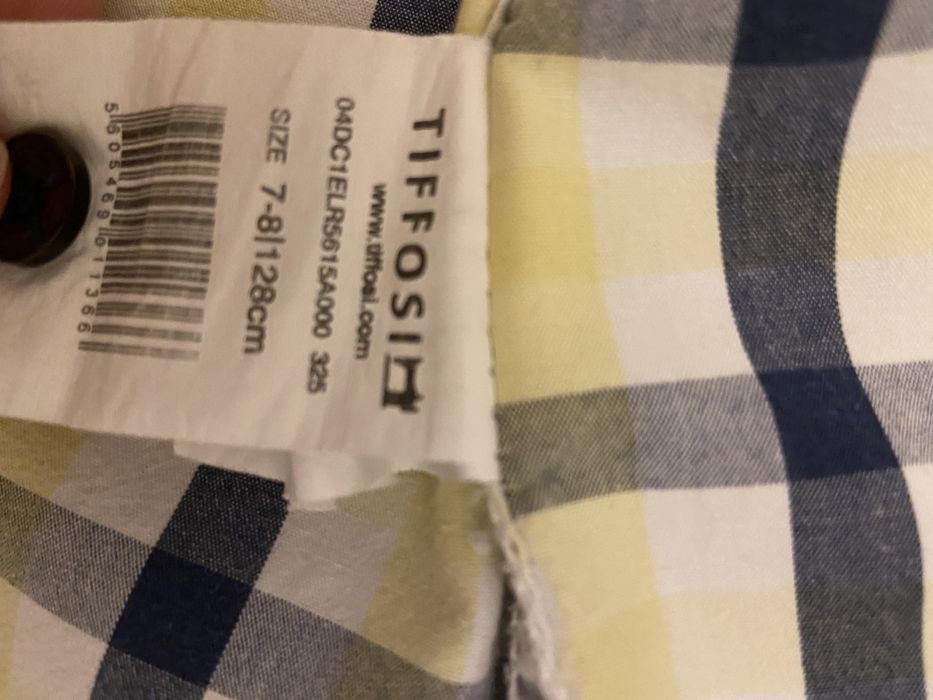 TIFFOSI
www.tiffosi.com
04DC1ELR5615A000 325
SIZE 7-8|128cm
5605469011366